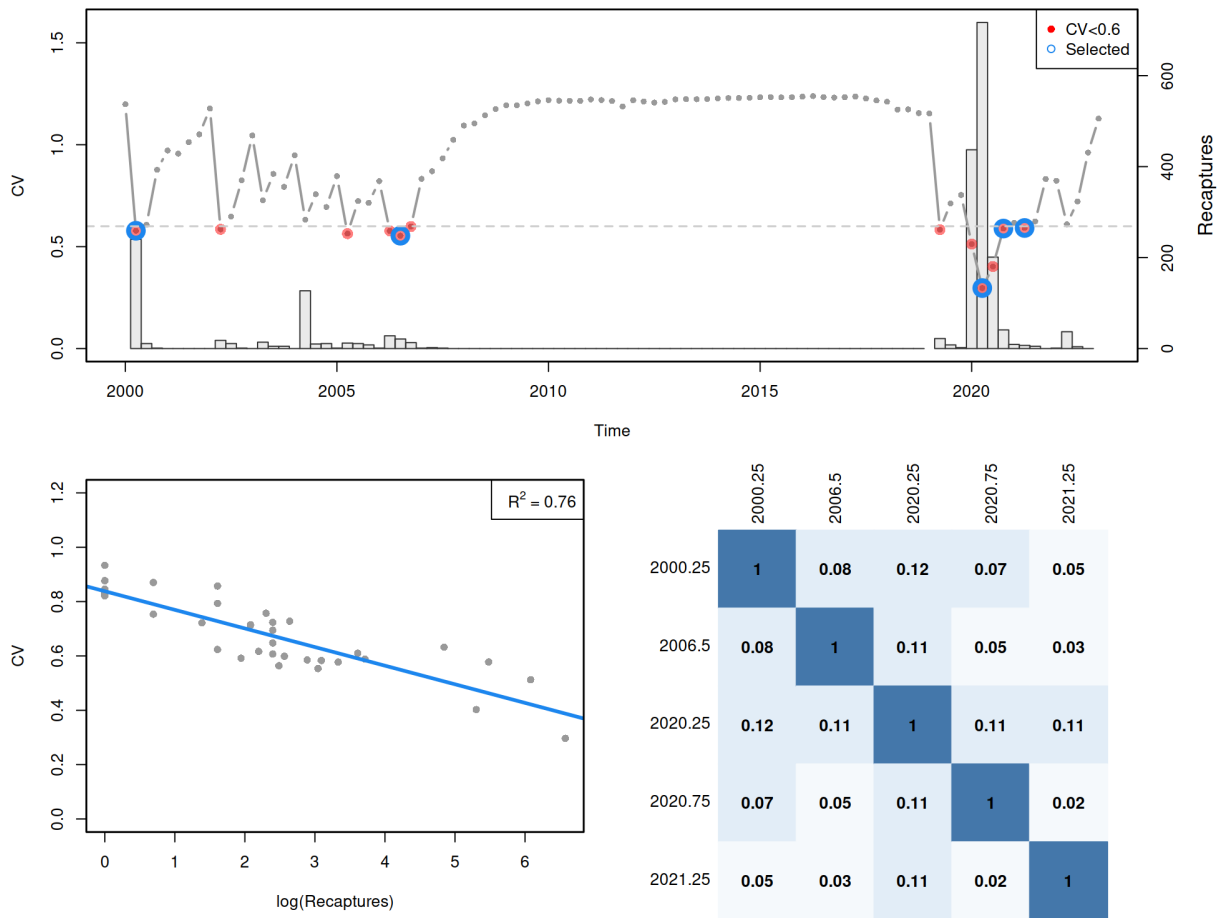 CV<0.6
Selected
1.5
1.0
0.5
0.0
CV
600
400
200
0
Recaptures
2000 2005 2010 2015 2020
Time
R2 = 0.76
1.2
1.0
0.8
0.6
0.4
0.2
0.0
CV
0 1 2 3 4 5 6
log(Recaptures)
2000.25 2006.5 2020.25 2020.75 2021.25
2000.25 1 0.08 0.12 0.07 0.05
2006.5 0.08 1 0.11 0.05 0.03
2020.25 0.12 0.11 1 0.11 0.11
2020.75 0.07 0.05 0.11 1 0.02
2021.25 0.05 0.03 0.11 0.02 1